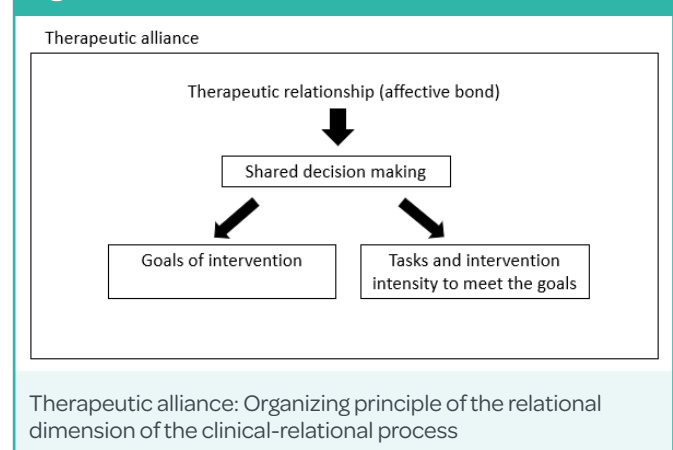 Therapeutic alliance
Therapeutic relationship (affective bond)
Shared decision making
Goals of intervention
Tasks and intervention
intensity to meet the goals
Therapeutic alliance: Organizing principle of the relational
dimension of the clinical-relational process